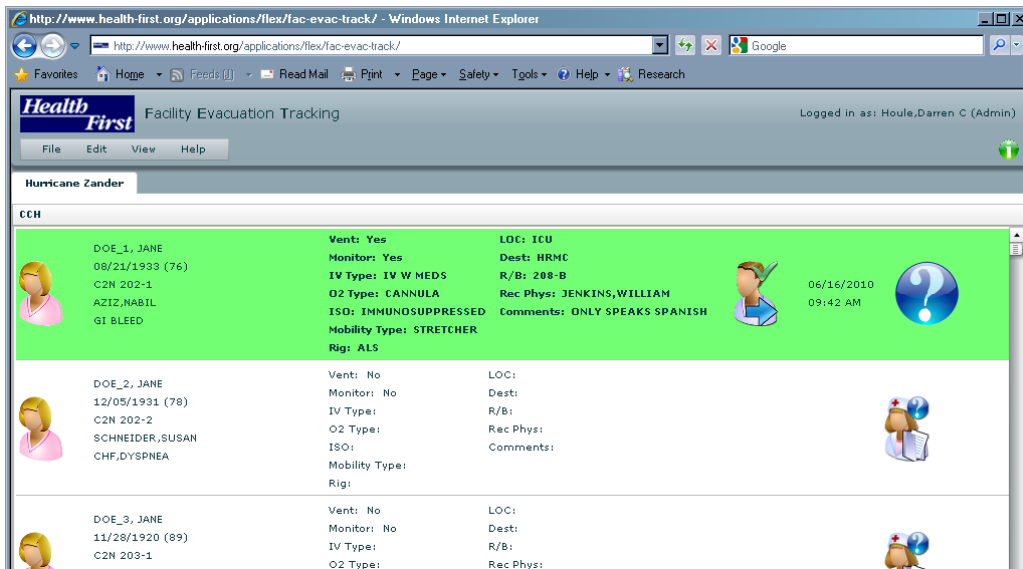 http://www.health-first.org/applications/flex/fac-evac-track/ - Windows Internet Explorer
http://www.health-first.org/applications/flex/fac-evac-track/
Google
Favorites Home Feeds (J) Read Mail Print Page Safety Tools Help Research
Health First
Facility Evacuation Tracking
Logged in as: Houle,Darren C (Admin)
File Edit View Help
Hurricane Zander
CCH
DOE_1, JANE
08/21/1933 (76)
C2N 202-1
AZIZ,NABIL
GI BLEED
Vent: Yes
Monitor: Yes
IV Type: IV W MEDS
O2 Type: CANNULA
ISO: IMMUNOSUPPRESSED
Mobility Type: STRETCHER
Rig: ALS
LOC: ICU
Dest: HRMC
R/B: 208-B
Rec Phys: JENKINS,WILLIAM
Comments: ONLY SPEAKS SPANISH
06/16/2010
09:42 AM
DOE_2, JANE
12/05/1931 (78)
C2N 202-2
SCHNEIDER,SUSAN
CHF,DYSPNEA
Vent: No
Monitor: No
IV Type:
O2 Type:
ISO:
Mobility Type:
Rig:
LOC:
Dest:
R/B:
Rec Phys:
Comments:
DOE_3, JANE
11/28/1920 (89)
C2N 203-1
Vent: No
Monitor: No
IV Type:
O2 Type:
LOC:
Dest:
R/B:
Rec Phys: